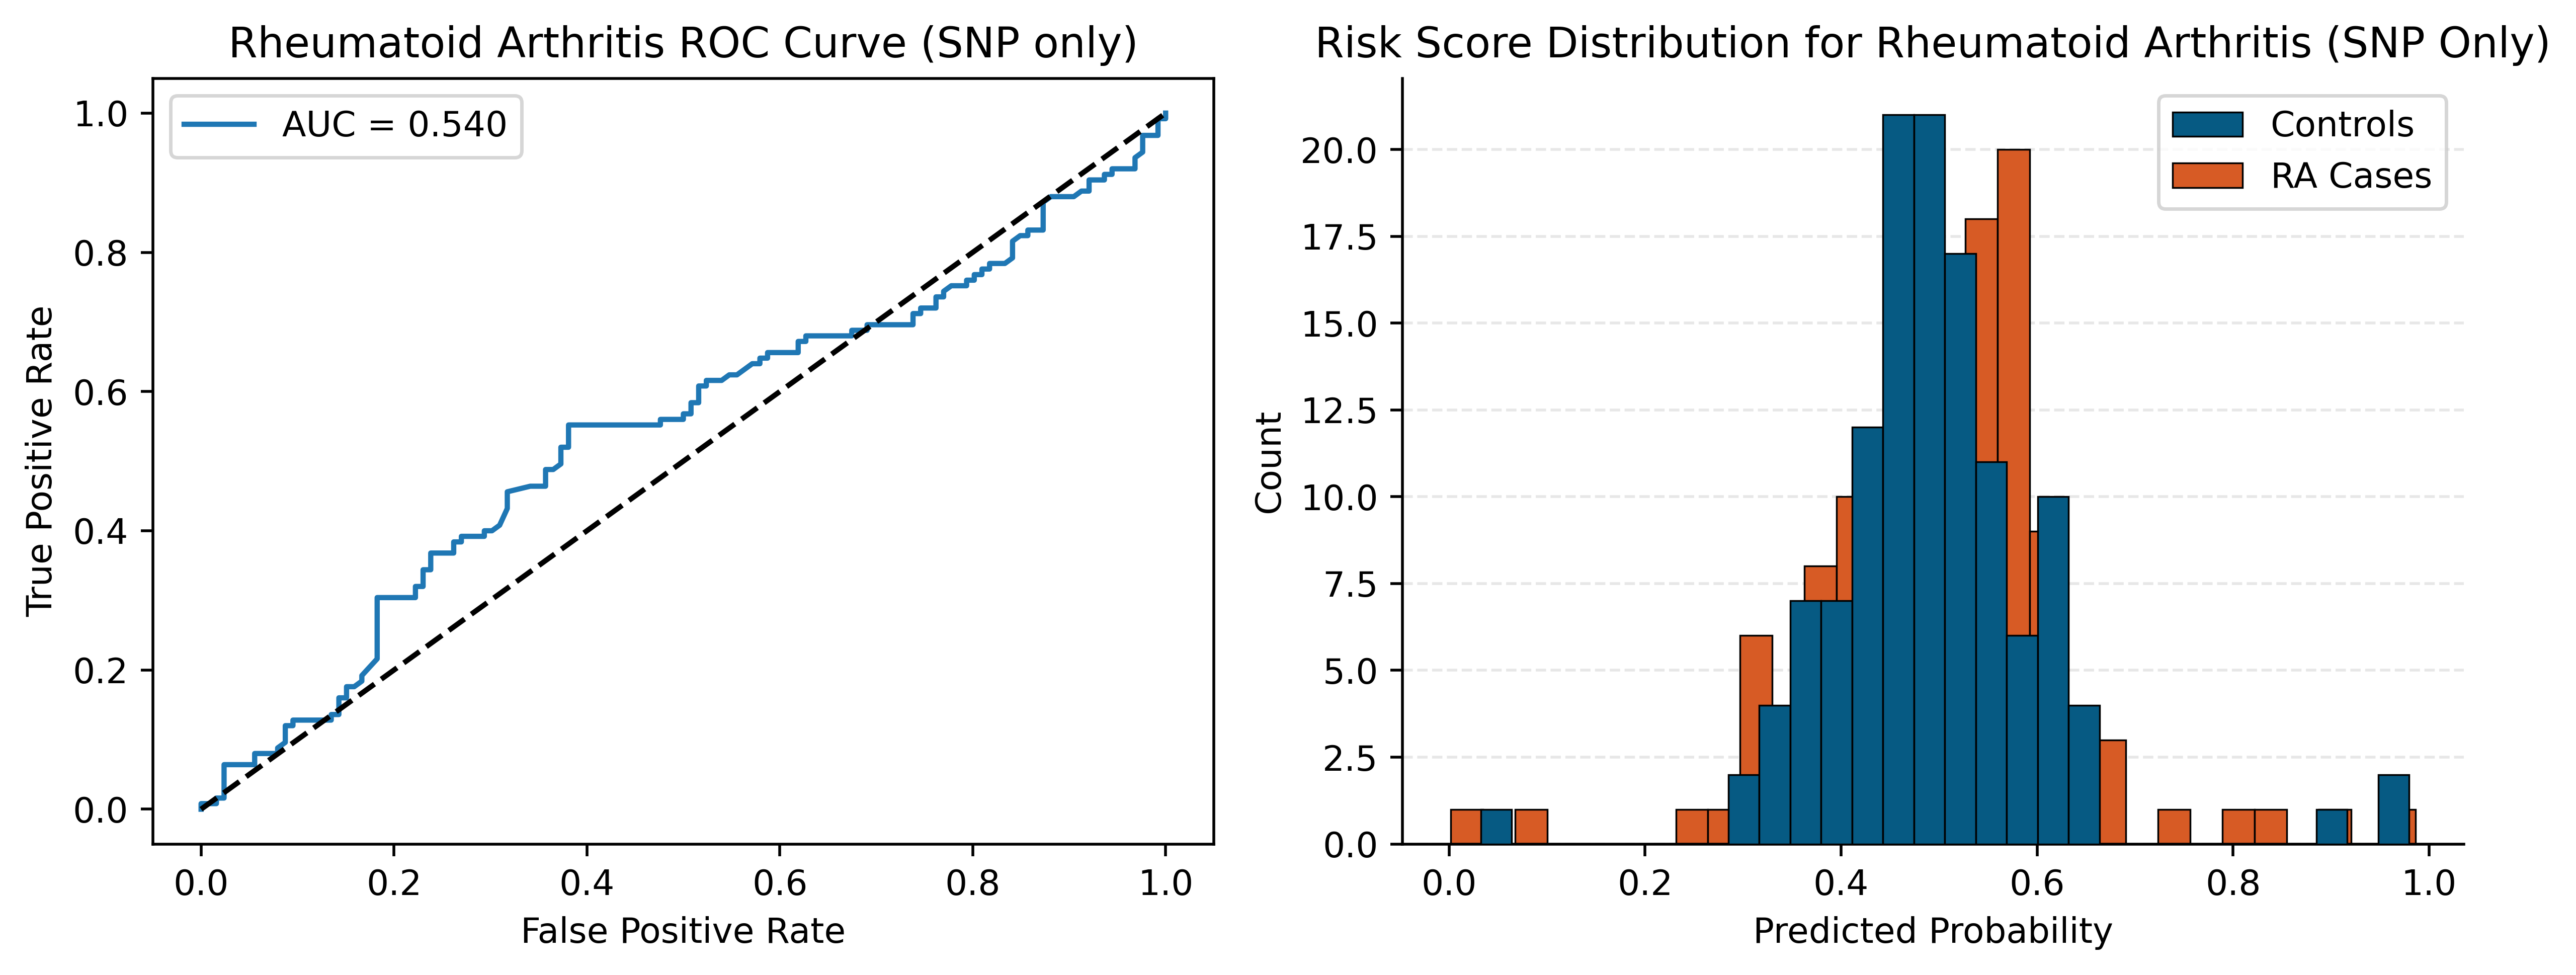 Rheumatoid Arthritis ROC Curve (SNP only)
AUC = 0.540
1.0
0.8
0.6
0.4
0.2
0.0
True Positive Rate
0.0 0.2 0.4 0.6 0.8 1.0
False Positive Rate
Risk Score Distribution for Rheumatoid Arthritis (SNP Only)
Controls
RA Cases
20.0
17.5
15.0
12.5
10.0
7.5
5.0
2.5
0.0
Count
0.0 0.2 0.4 0.6 0.8 1.0
Predicted Probability